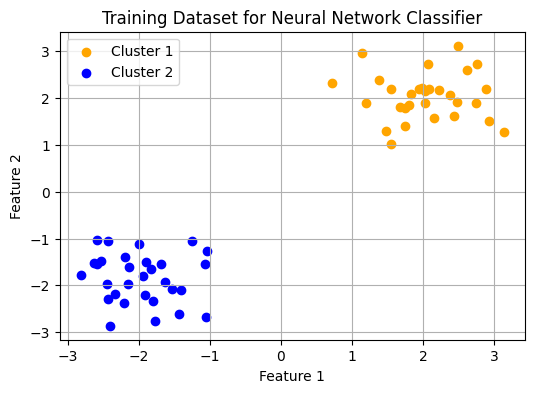 Training Dataset for Neural Network Classifier
Cluster 1
Cluster 2
Feature 2
3
2
1
0
−1
−2
−3
−3
−2
−1
0
1
2
3
Feature 1